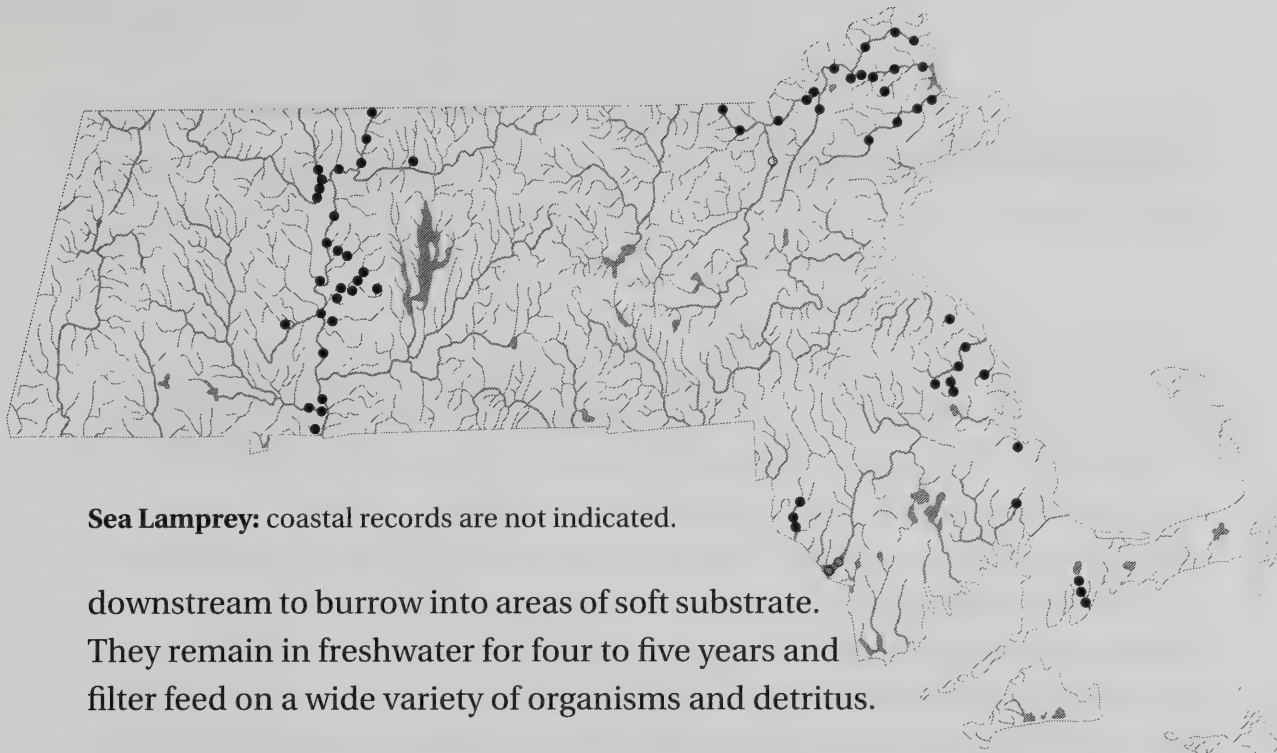 Sea Lamprey: coastal records are not indicated.
downstream to burrow into areas of soft substrate.
They remain in freshwater for four to five years and
filter feed on a wide variety of organisms and detritus.